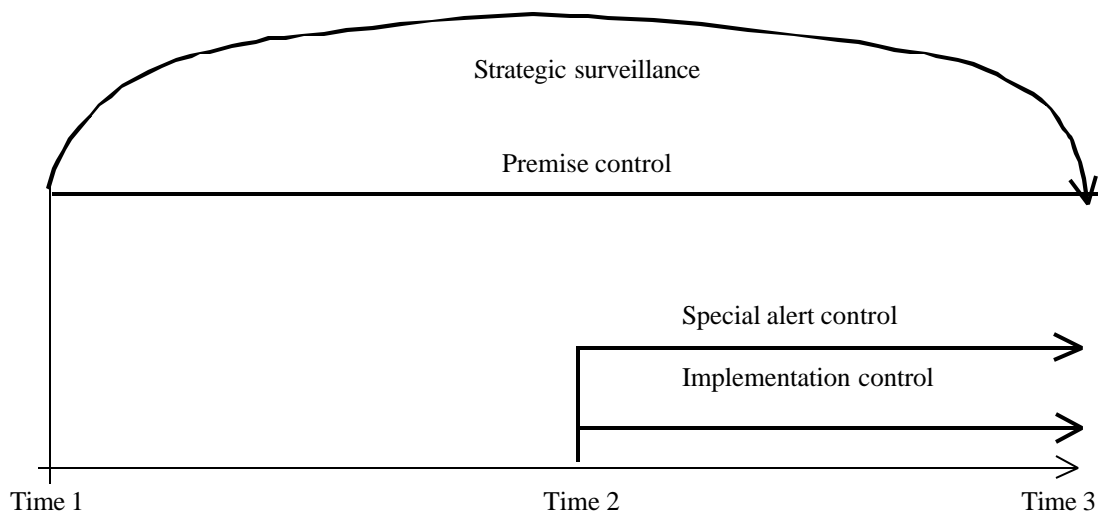 Strategic surveillance
Premise control
Special alert control
Implementation control
Time 1
Time 2
Time 3